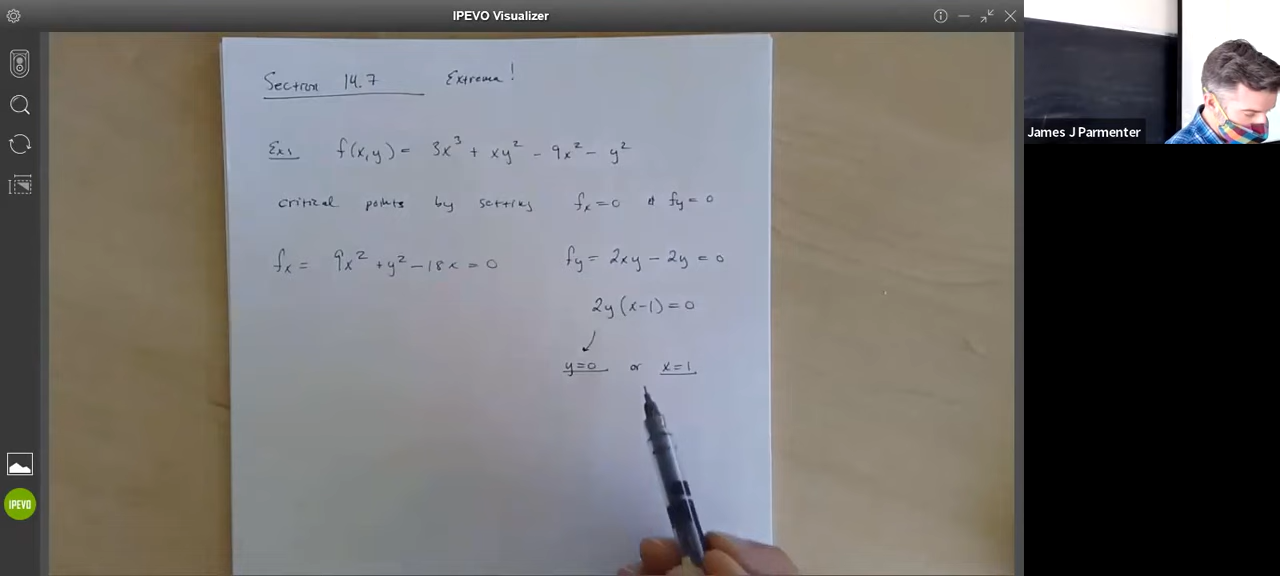 IPEVO Visualizer
James J Parmenter
Section 14.7 Extrema!
Ex, f(x,y) = 3x³ + xy² - 9x² - y²
critical points by setting fx=0 & fy=0
fx = 9x² + y² - 18x = 0 fy = 2xy - 2y = 0
2y(x-1) = 0
y=0 or x=1
IPEVO